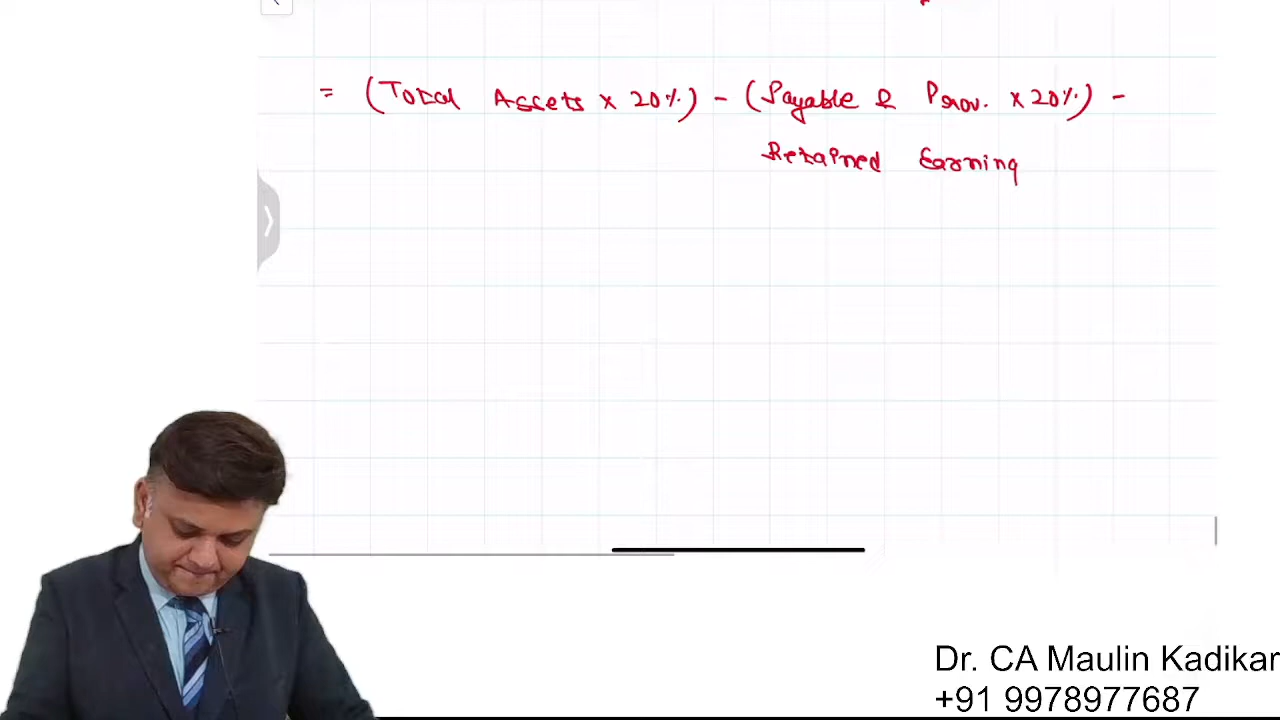 = (Total Assets x 20%) - (Payable & Prov. x 20%) -
Retained Earning
Dr. CA Maulin Kadikar
+91 9978977687